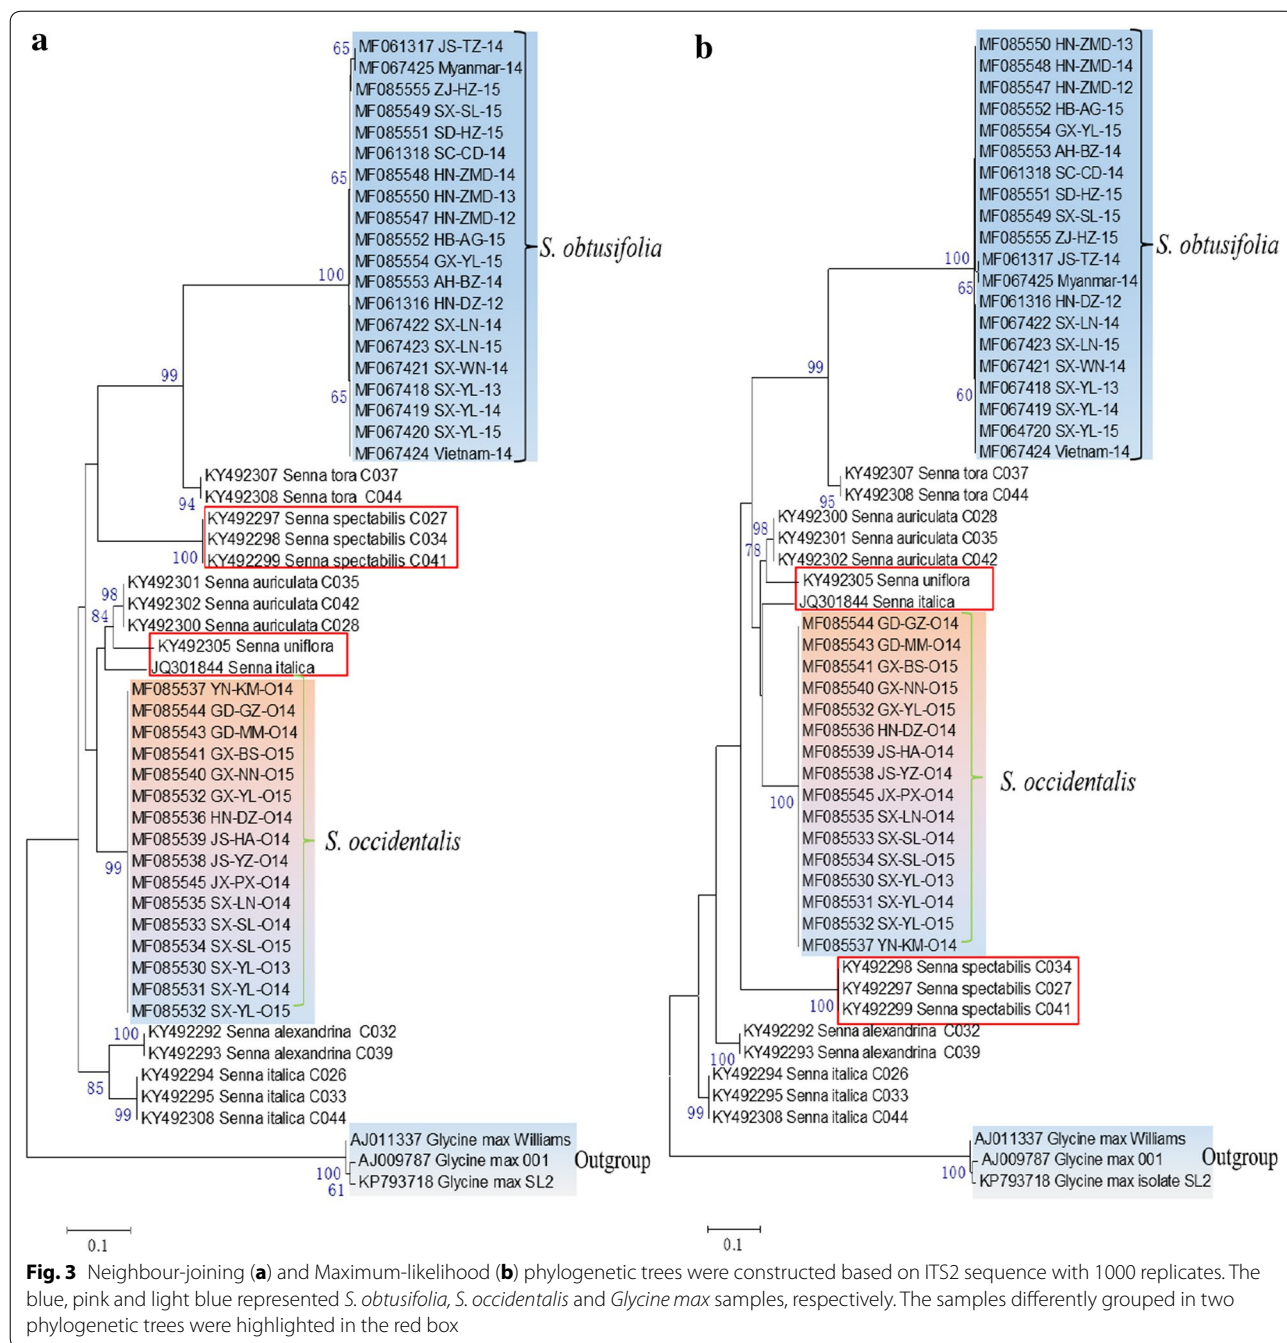 a
65
MF061317 JS-TZ-14
MF067425 Myanmar-14
MF085555 ZJ-HZ-15
MF085549 SX-SL-15
MF085551 SD-HZ-15
MF061318 SC-CD-14
65
MF085548 HN-ZMD-14
MF085550 HN-ZMD-13
MF085547 HN-ZMD-12
MF085552 HB-AG-15
S. obtusifolia
MF085554 GX-YL-15
100
MF085553 AH-BZ-14
MF061316 HN-DZ-12
MF067422 SX-LN-14
MF067423 SX-LN-15
MF067421 SX-WN-14
99
MF067418 SX-YL-13
65
MF067419 SX-YL-14
MF067420 SX-YL-15
MF067424 Vietnam-14
KY492307 Senna tora C037
KY492308 Senna tora C044
94
KY492297 Senna spectabilis C027
KY492298 Senna spectabilis C034
KY492299 Senna spectabilis C041
100
KY492301 Senna auriculata C035
98
KY492302 Senna auriculata C042
84
KY492300 Senna auriculata C028
KY492305 Senna uniflora
JQ301844 Senna italica
MF085537 YN-KM-O14
MF085544 GD-GZ-O14
MF085543 GD-MM-O14
MF085541 GX-BS-O15
MF085540 GX-NN-O15
MF085532 GX-YL-O15
MF085536 HN-DZ-O14
MF085539 JS-HA-O14
S. occidentalis
MF085538 JS-YZ-O14
99
MF085545 JX-PX-O14
MF085535 SX-LN-O14
MF085533 SX-SL-O14
MF085534 SX-SL-O15
MF085530 SX-YL-O13
MF085531 SX-YL-O14
MF085532 SX-YL-O15
100
KY492292 Senna alexandrina C032
KY492293 Senna alexandrina C039
KY492294 Senna italica C026
85
KY492295 Senna italica C033
99
KY492308 Senna italica C044
AJ011337 Glycine max Williams
AJ009787 Glycine max 001
Outgroup
100
KP793718 Glycine max SL2
61
0.1
b
MF085550 HN-ZMD-13
MF085548 HN-ZMD-14
MF085547 HN-ZMD-12
MF085552 HB-AG-15
MF085554 GX-YL-15
MF085553 AH-BZ-14
MF061318 SC-CD-14
MF085551 SD-HZ-15
MF085549 SX-SL-15
MF085555 ZJ-HZ-15
S. obtusifolia
100
MF061317 JS-TZ-14
MF067425 Myanmar-14
65
MF061316 HN-DZ-12
MF067422 SX-LN-14
MF067423 SX-LN-15
MF067421 SX-WN-14
99
MF067418 SX-YL-13
60
MF067419 SX-YL-14
MF064720 SX-YL-15
MF067424 Vietnam-14
KY492307 Senna tora C037
KY492308 Senna tora C044
95
KY492300 Senna auriculata C028
98
KY492301 Senna auriculata C035
78
KY492302 Senna auriculata C042
KY492305 Senna uniflora
JQ301844 Senna italica
MF085544 GD-GZ-O14
MF085543 GD-MM-O14
MF085541 GX-BS-O15
MF085540 GX-NN-O15
MF085532 GX-YL-O15
MF085536 HN-DZ-O14
MF085539 JS-HA-O14
MF085538 JS-YZ-O14
S. occidentalis
MF085545 JX-PX-O14
100
MF085535 SX-LN-O14
MF085533 SX-SL-O14
MF085534 SX-SL-O15
MF085530 SX-YL-O13
MF085531 SX-YL-O14
MF085532 SX-YL-O15
MF085537 YN-KM-O14
KY492298 Senna spectabilis C034
KY492297 Senna spectabilis C027
100
KY492299 Senna spectabilis C041
KY492292 Senna alexandrina C032
KY492293 Senna alexandrina C039
100
KY492294 Senna italica C026
KY492295 Senna italica C033
99
KY492308 Senna italica C044
AJ011337 Glycine max Williams
AJ009787 Glycine max 001
Outgroup
100
KP793718 Glycine max isolate SL2
0.1
Fig. 3 Neighbour-joining (a) and Maximum-likelihood (b) phylogenetic trees were constructed based on ITS2 sequence with 1000 replicates. The
blue, pink and light blue represented S. obtusifolia, S. occidentalis and Glycine max samples, respectively. The samples differently grouped in two
phylogenetic trees were highlighted in the red box